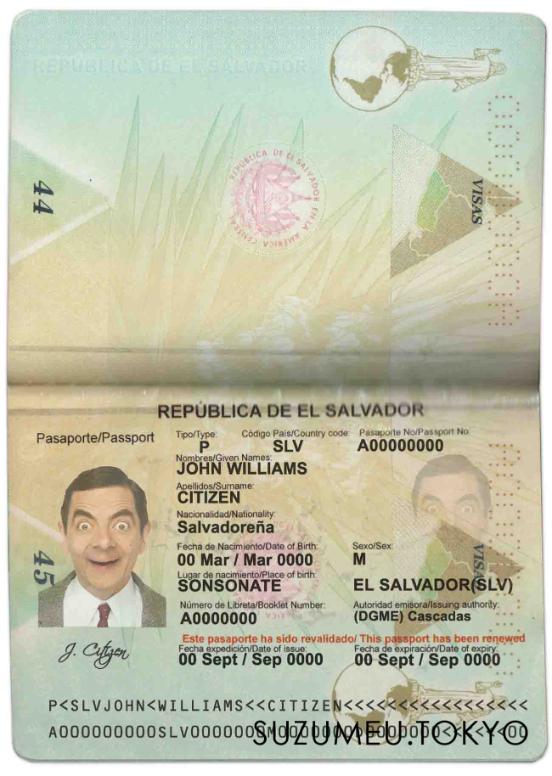 REPÚBLICA DE EL SALVADOR
44
REPÚBLICA DE EL SALVADOR EN LA AMÉRICA CENTRAL
VISAS
REPÚBLICA DE EL SALVADOR
Pasaporte/Passport
Tipo/Type: Código País/Country code: Pasaporte No/Passport No.
P SLV A00000000
Nombres/Given Names:
JOHN WILLIAMS
Apellidos/Surname:
CITIZEN
Nacionalidad/Nationality:
Salvadoreña
Fecha de Nacimiento/Date of Birth: Sexo/Sex:
00 Mar / Mar 0000 M
Lugar de nacimiento/Place of birth:
SONSONATE EL SALVADOR(SLV)
Número de Libreta/Booklet Number: Autoridad emisora/Issuing authority:
A0000000 (DGME) Cascadas
45
VISAS
Este pasaporte ha sido revalidado/ This passport has been renewed
Fecha expedición/Date of issue: Fecha de expiración/Date of expiry:
00 Sept / Sep 0000 00 Sept / Sep 0000
J. Citizen
P<SLVJOHN<WILLIAMS<<CITIZEN<<<<<<<<<<<<<<<<<
SUZUMEU.TOKYO